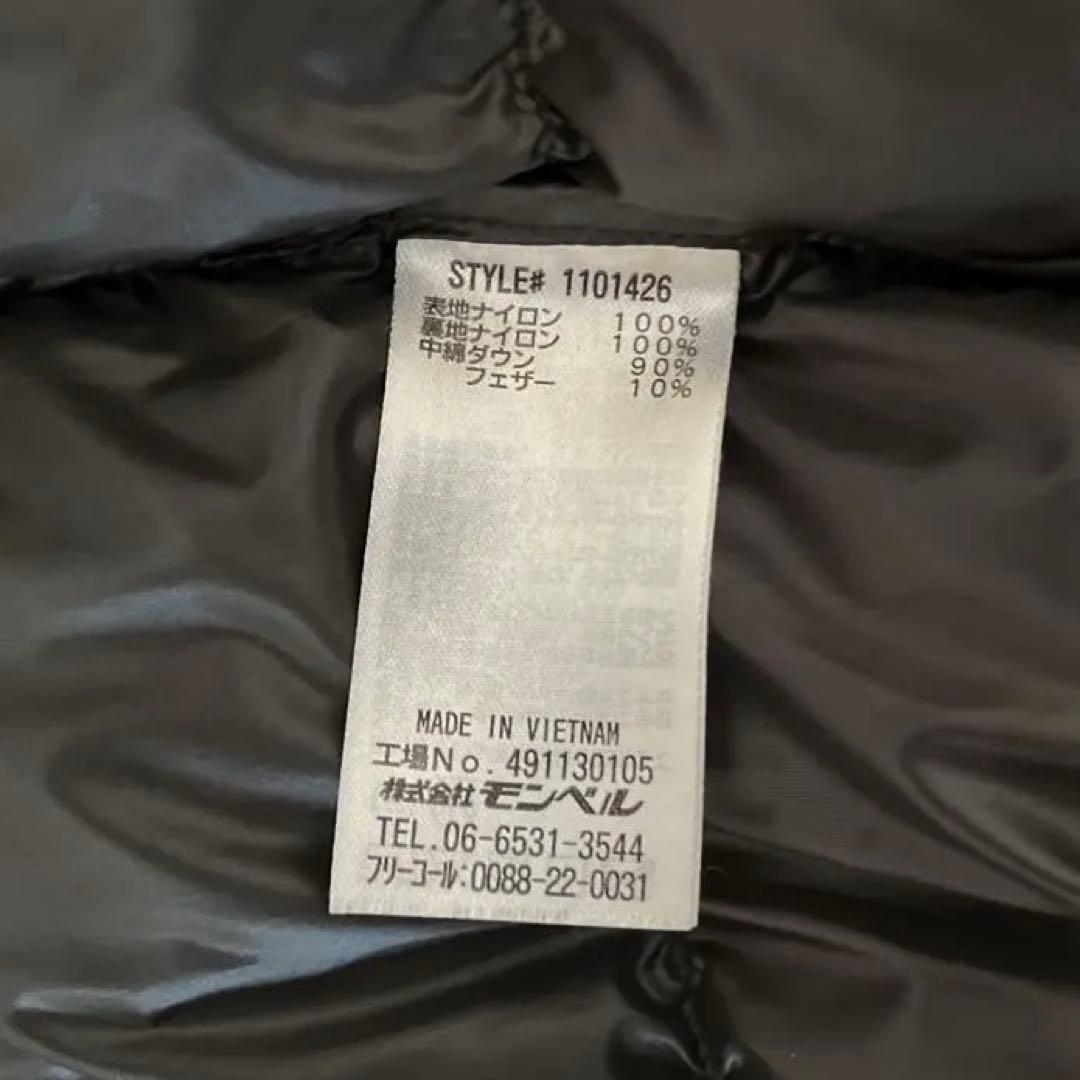 STYLE# 1101426
表地ナイロン 100%
裏地ナイロン 100%
中綿ダウン 90%
フェザー 10%
MADE IN VIETNAM
工場No. 491130105
株式会社モンベル
TEL.06-6531-3544
フリーコール:0088-22-0031